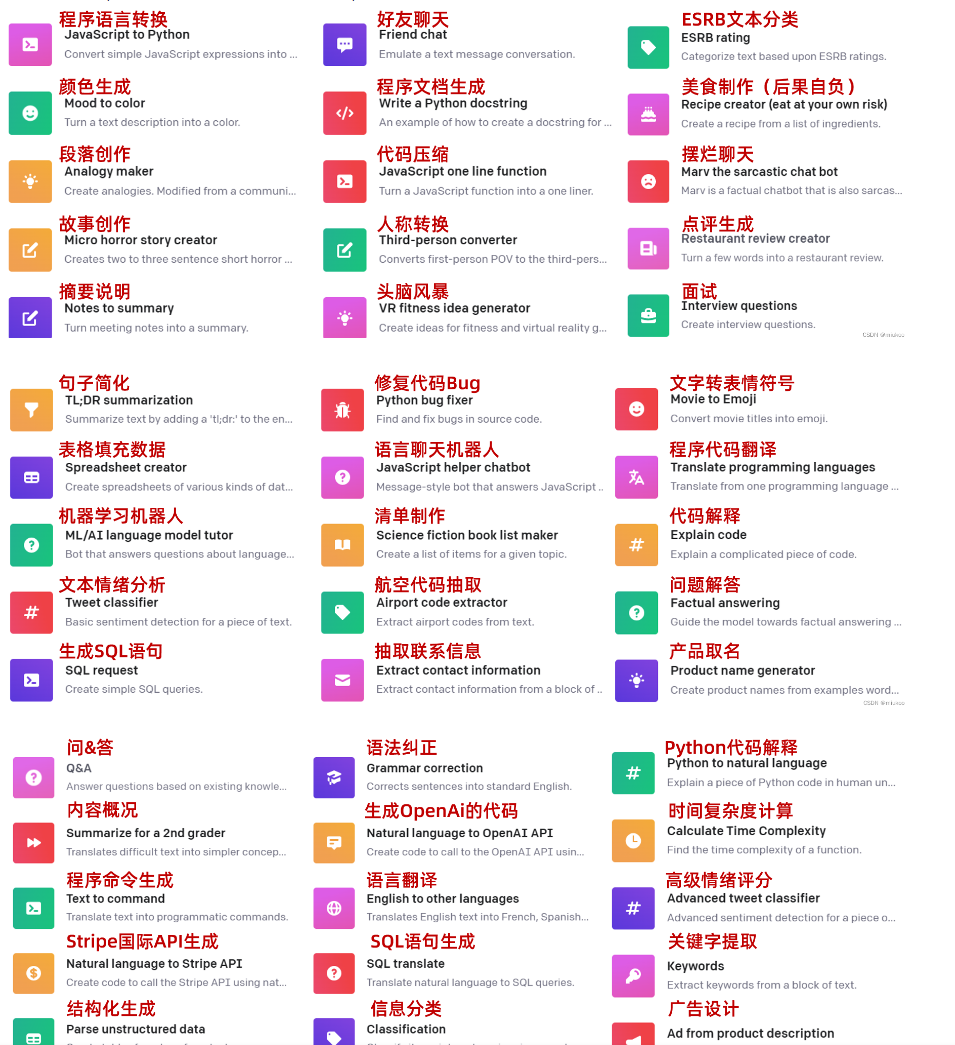 程序语言转换
JavaScript to Python
Convert simple JavaScript expressions into ...
好友聊天
Friend chat
Emulate a text message conversation.
ESRB文本分类
ESRB rating
Categorize text based upon ESRB ratings.
颜色生成
Mood to color
Turn a text description into a color.
程序文档生成
Write a Python docstring
An example of how to create a docstring for ...
美食制作（后果自负）
Recipe creator (eat at your own risk)
Create a recipe from a list of ingredients.
段落创作
Analogy maker
Create analogies. Modified from a communi...
代码压缩
JavaScript one line function
Turn a JavaScript function into a one liner.
摆烂聊天
Marv the sarcastic chat bot
Marv is a factual chatbot that is also sarcas...
故事创作
Micro horror story creator
Creates two to three sentence short horror ...
人称转换
Third-person converter
Converts first-person POV to the third-pers...
点评生成
Restaurant review creator
Turn a few words into a restaurant review.
摘要说明
Notes to summary
Turn meeting notes into a summary.
头脑风暴
VR fitness idea generator
Create ideas for fitness and virtual reality g...
面试
Interview questions
Create interview questions.
句子简化
TL;DR summarization
Summarize text by adding a 'tl;dr:' to the en...
修复代码Bug
Python bug fixer
Find and fix bugs in source code.
文字转表情符号
Movie to Emoji
Convert movie titles into emoji.
表格填充数据
Spreadsheet creator
Create spreadsheets of various kinds of dat...
语言聊天机器人
JavaScript helper chatbot
Message-style bot that answers JavaScript ..
程序代码翻译
Translate programming languages
Translate from one programming language ...
机器学习机器人
ML/AI language model tutor
Bot that answers questions about language...
清单制作
Science fiction book list maker
Create a list of items for a given topic.
代码解释
Explain code
Explain a complicated piece of code.
文本情绪分析
Tweet classifier
Basic sentiment detection for a piece of text.
航空代码抽取
Airport code extractor
Extract airport codes from text.
问题解答
Factual answering
Guide the model towards factual answering ...
生成SQL语句
SQL request
Create simple SQL queries.
抽取联系信息
Extract contact information
Extract contact information from a block of ..
产品取名
Product name generator
Create product names from examples word...
问&答
Q&A
Answer questions based on existing knowle...
语法纠正
Grammar correction
Corrects sentences into standard English.
Python代码解释
Python to natural language
Explain a piece of Python code in human un...
内容概况
Summarize for a 2nd grader
Translates difficult text into simpler concep...
生成OpenAi的代码
Natural language to OpenAI API
Create code to call to the OpenAI API usin...
时间复杂度计算
Calculate Time Complexity
Find the time complexity of a function.
程序命令生成
Text to command
Translate text into programmatic commands.
语言翻译
English to other languages
Translates English text into French, Spanish...
高级情绪评分
Advanced tweet classifier
Advanced sentiment detection for a piece o...
Stripe国际API生成
Natural language to Stripe API
Create code to call the Stripe API using nat...
SQL语句生成
SQL translate
Translate natural language to SQL queries.
关键字提取
Keywords
Extract keywords from a block of text.
结构化生成
Parse unstructured data
信息分类
Classification
广告设计
Ad from product description